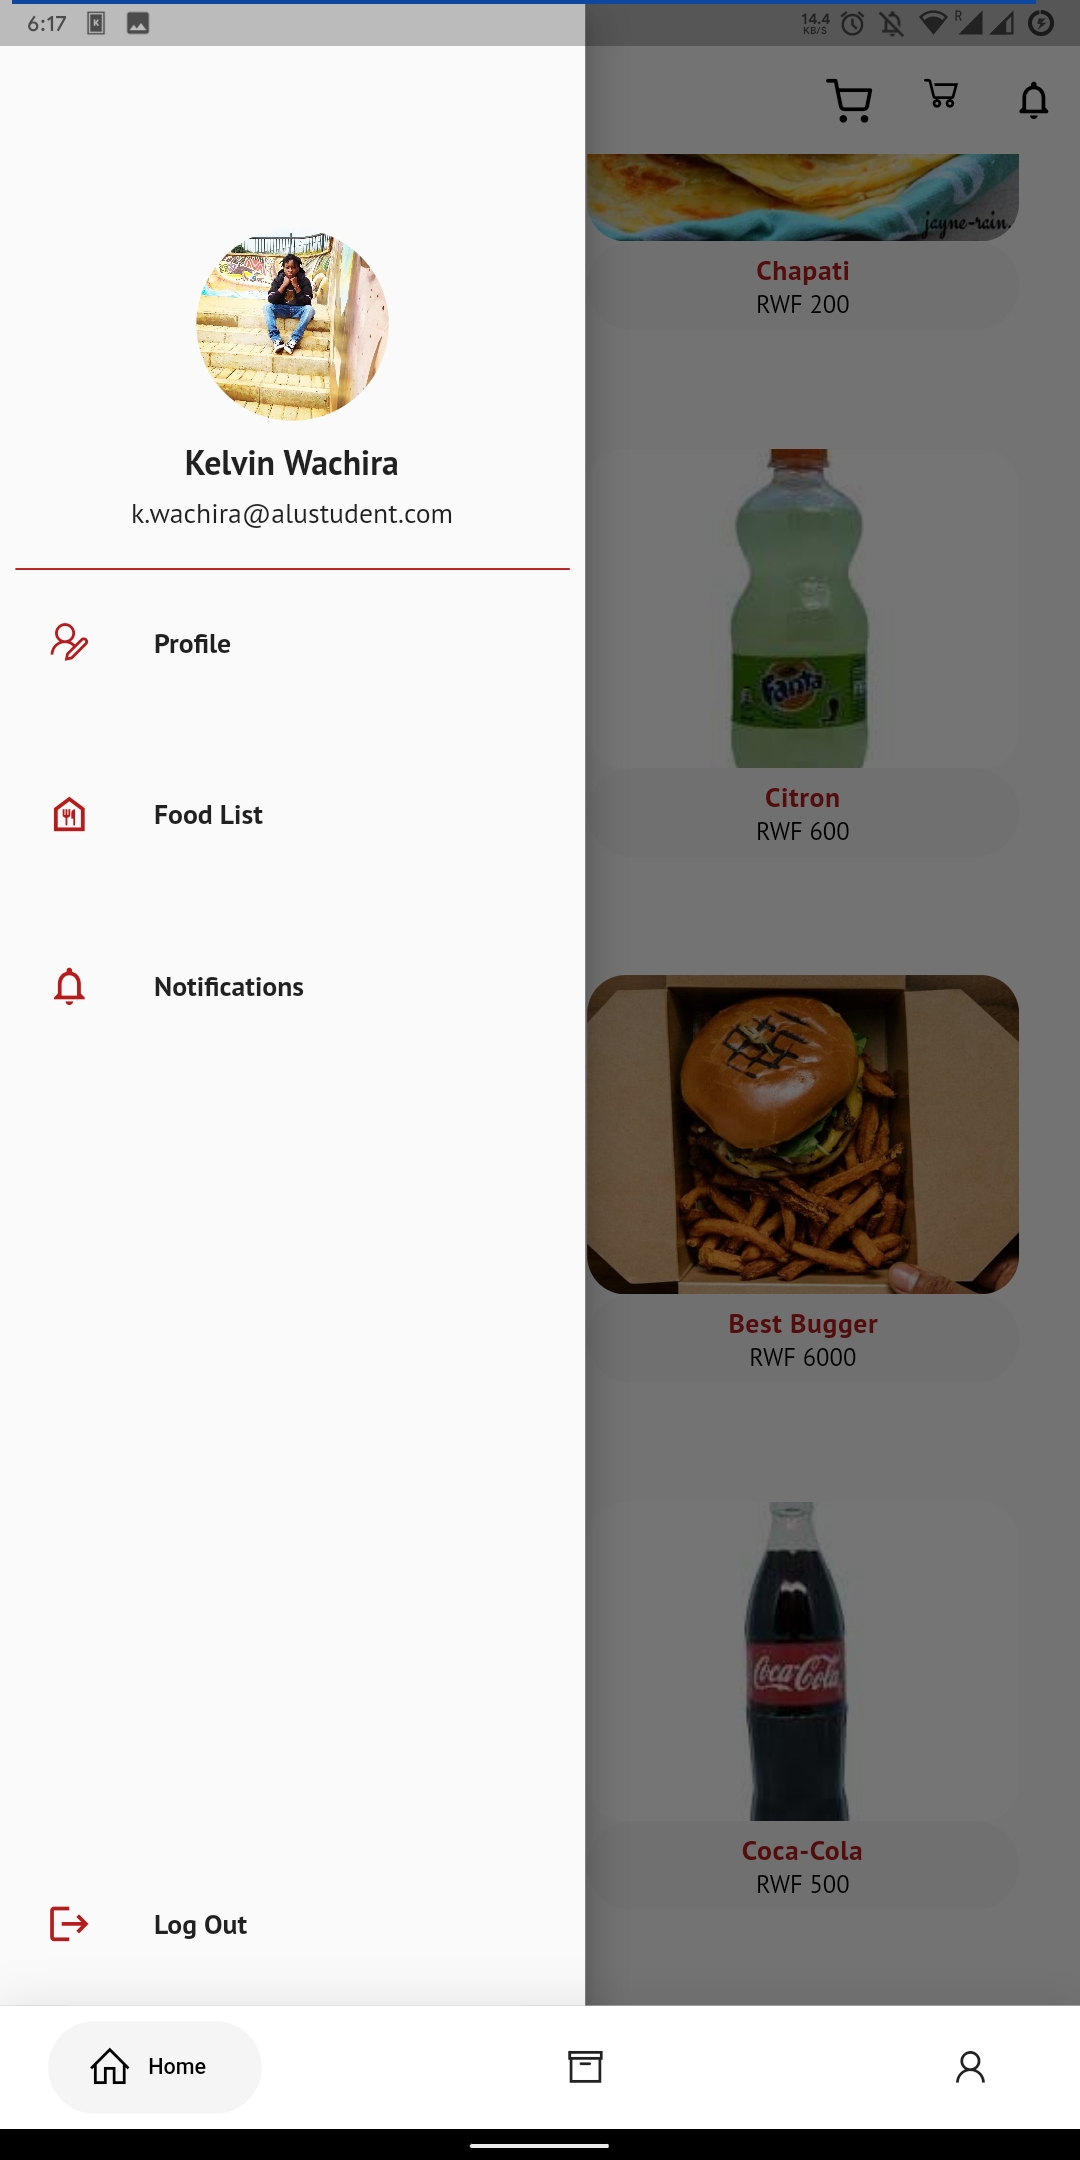 6:17
K
14.4
KB/S
R
jayne-rain.
Chapati
RWF 200
Kelvin Wachira
k.wachira@alustudent.com
Profile
Food List
Notifications
Fanta
Citron
RWF 600
Best Bugger
RWF 6000
Coca-Cola
Coca-Cola
RWF 500
Log Out
Home